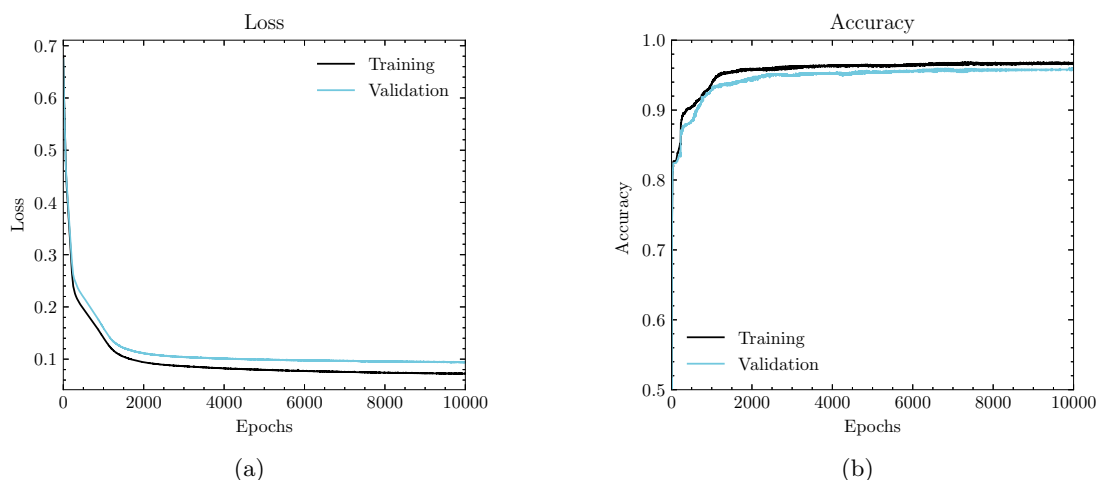 Loss
0.7
0.6
0.5
0.4
0.3
0.2
0.1
Loss
Training
Validation
0 2000 4000 6000 8000 10000
Epochs
(a)
Accuracy
1.0
0.9
0.8
0.7
0.6
0.5
Accuracy
Training
Validation
0 2000 4000 6000 8000 10000
Epochs
(b)